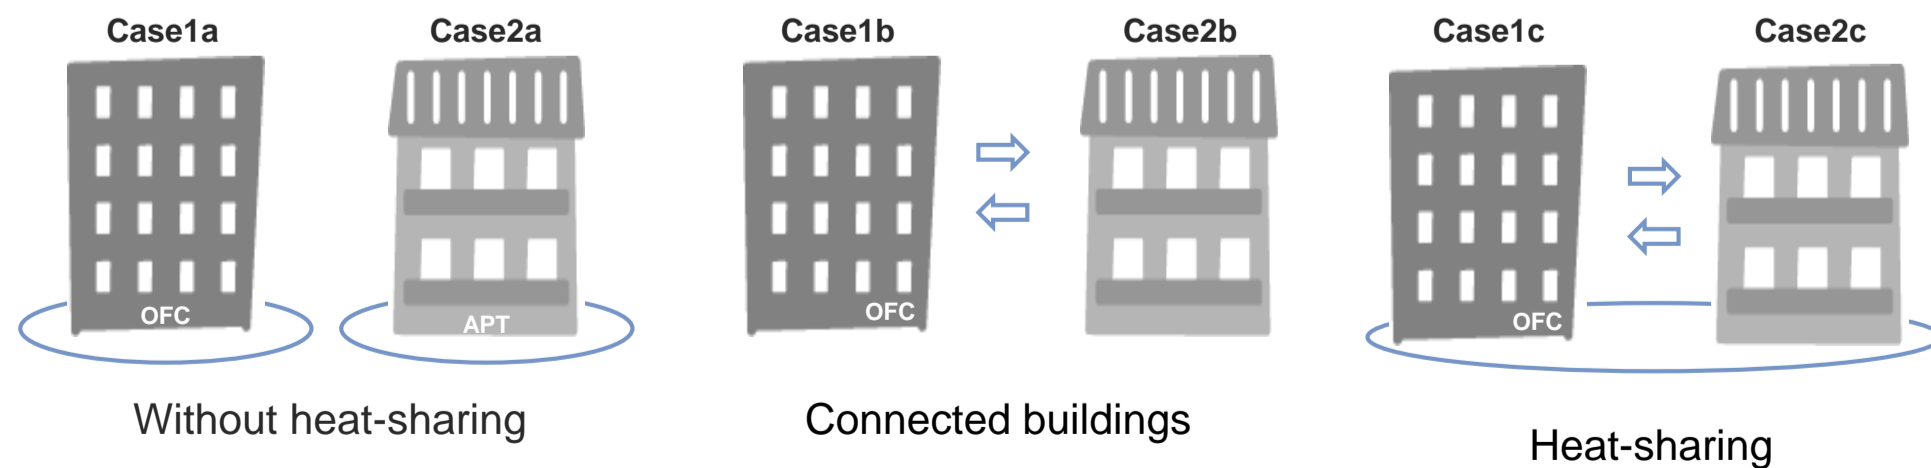 Case1a
Case2a
Case1b
Case2b
Case1c
Case2c
OFC
APT
OFC
OFC
Without heat-sharing
Connected buildings
Heat-sharing